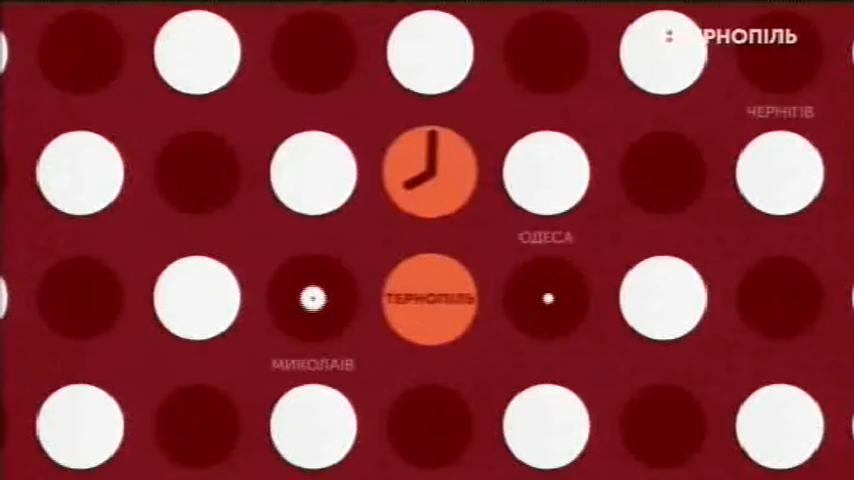 : ТЕРНОПІЛЬ
ЧЕРНІГІВ
ОДЕСА
ТЕРНОПІЛЬ
МИКОЛАЇВ